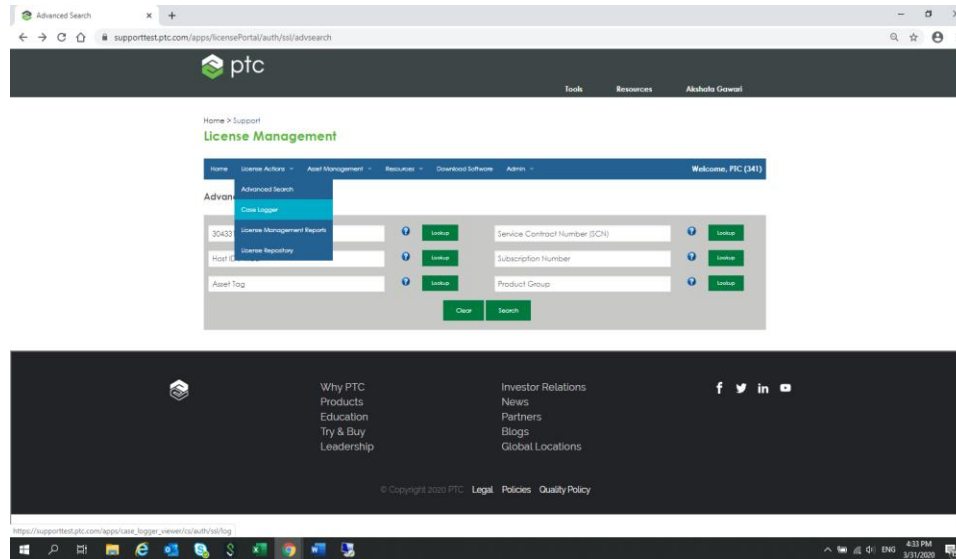 Advanced Search
supporttest.ptc.com/apps/licensePortal/auth/ssl/advsearch
ptc
Tools Resources Akshata Gawari
Home > Support
License Management
Home License Actions Asset Management Resources Download Software Admin Welcome, PTC (341)
Advanced Search
Case Logger
License Management Reports
License Repository
Advan
30433 Lookup Service Contract Number (SCN) Lookup
Host ID Lookup Subscription Number Lookup
Asset Tag Lookup Product Group Lookup
Clear Search
Why PTC
Products
Education
Try & Buy
Leadership
Investor Relations
News
Partners
Blogs
Global Locations
© Copyright 2020 PTC Legal Policies Quality Policy
https://supporttest.ptc.com/apps/case_logger_viewer/cs/auth/ssl/log
ENG
4:33 PM
3/31/2020